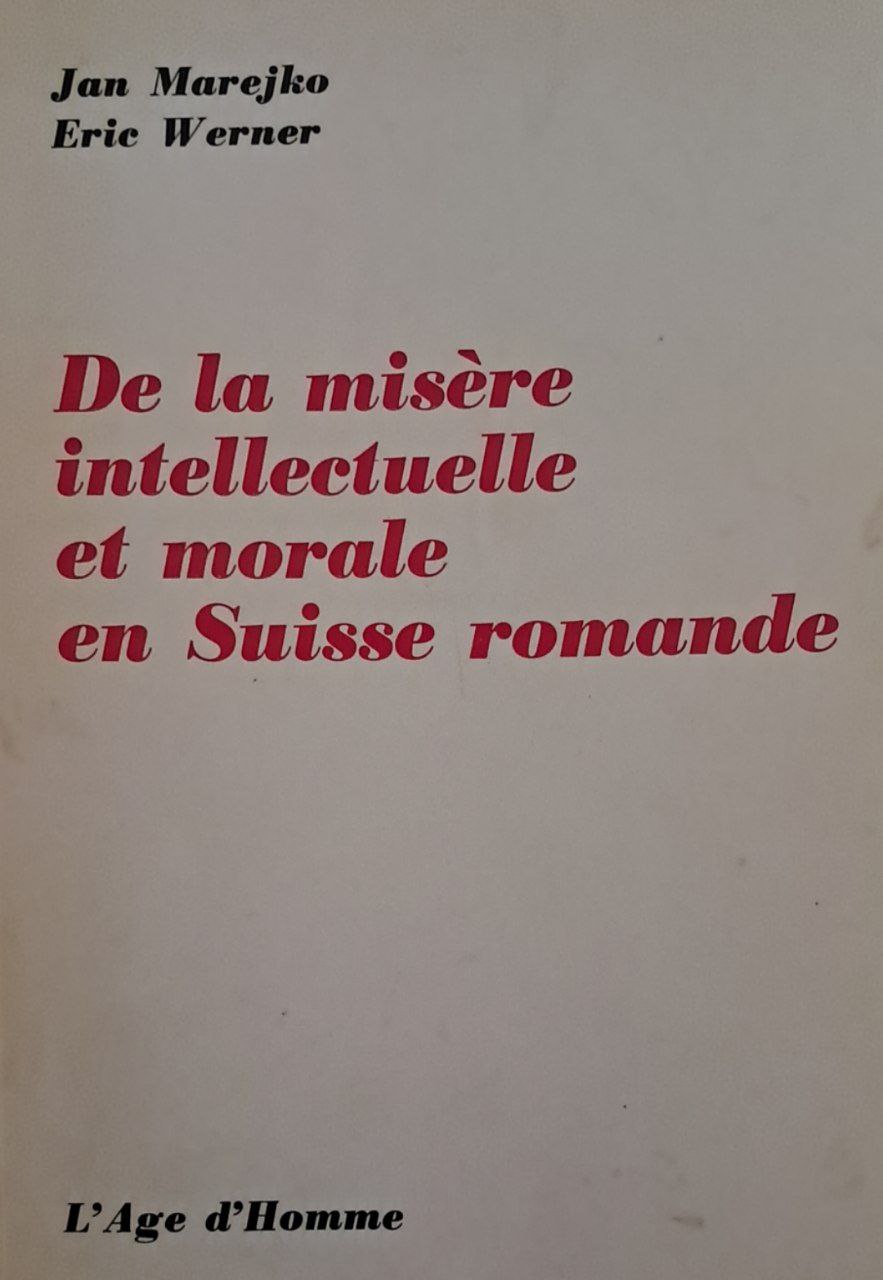 Jan Marejko
Eric Werner
De la misère
intellectuelle
et morale
en Suisse romande
L'Age d'Homme